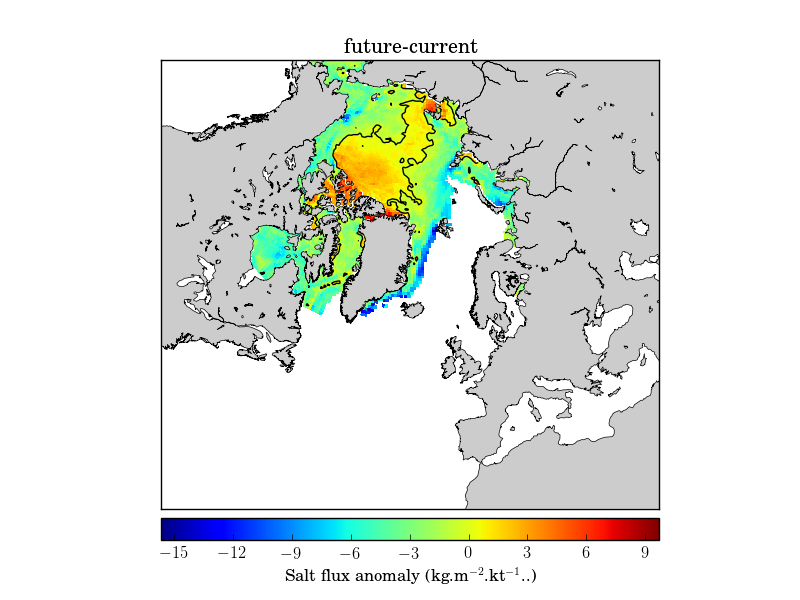 future-current
−15 −12 −9 −6 −3 0 3 6 9
Salt flux anomaly (kg.m⁻².kt⁻¹..)